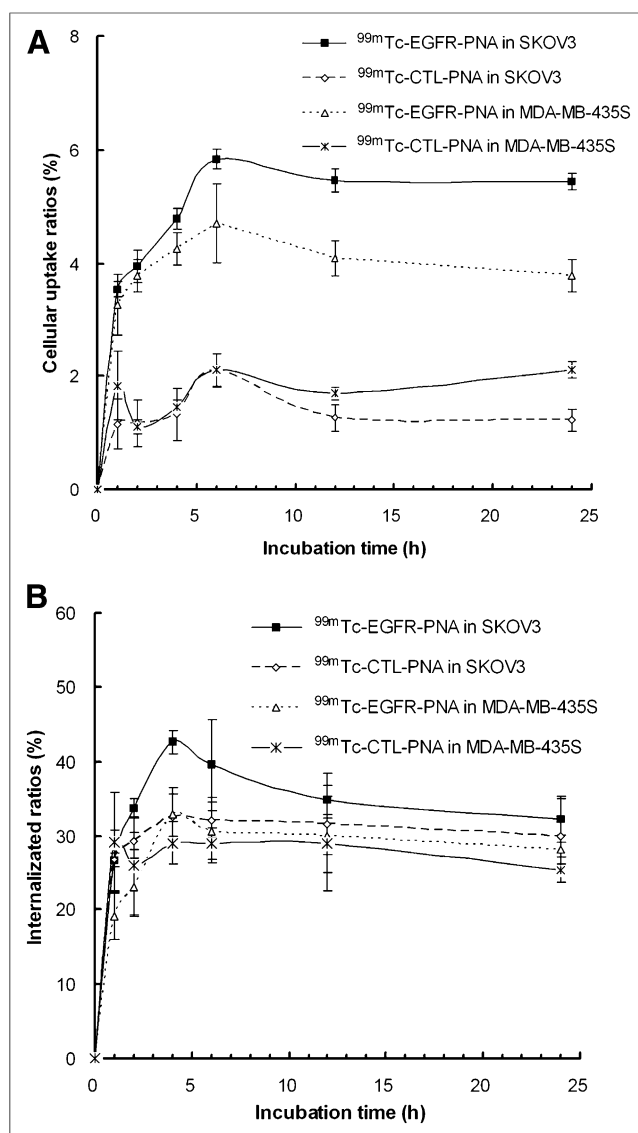 A
8
6
4
2
0
Cellular uptake ratios (%)
99mTc-EGFR-PNA in SKOV3
99mTc-CTL-PNA in SKOV3
99mTc-EGFR-PNA in MDA-MB-435S
99mTc-CTL-PNA in MDA-MB-435S
0 5 10 15 20 25
Incubation time (h)
B
60
50
40
30
20
10
0
Internalizated ratios (%)
99mTc-EGFR-PNA in SKOV3
99mTc-CTL-PNA in SKOV3
99mTc-EGFR-PNA in MDA-MB-435S
99mTc-CTL-PNA in MDA-MB-435S
0 5 10 15 20 25
Incubation time (h)